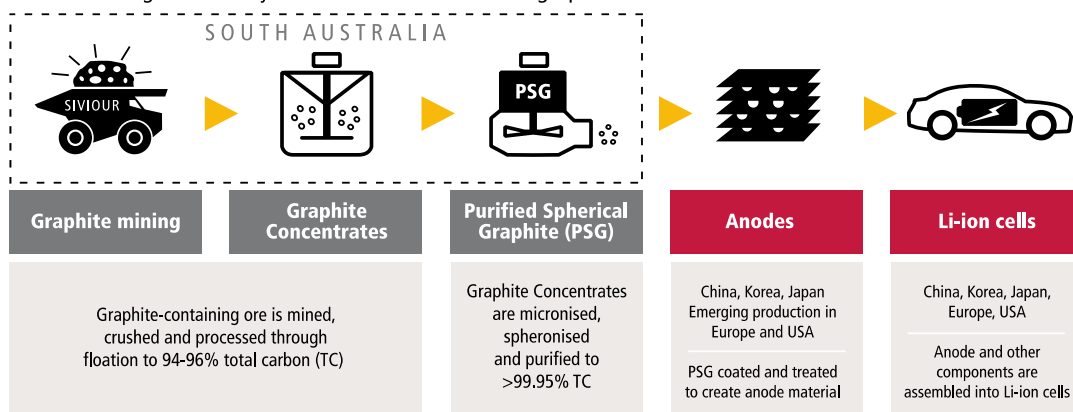 SOUTH AUSTRALIA
SIVIOUR
PSG
Graphite mining
Graphite
Concentrates
Purified Spherical
Graphite (PSG)
Anodes
Li-ion cells
Graphite-containing ore is mined,
crushed and processed through
floation to 94-96% total carbon (TC)
Graphite Concentrates
are micronised,
spheronised
and purified to
>99.95% TC
China, Korea, Japan
Emerging production in
Europe and USA
PSG coated and treated
to create anode material
China, Korea, Japan,
Europe, USA
Anode and other
components are
assembled into Li-ion cells